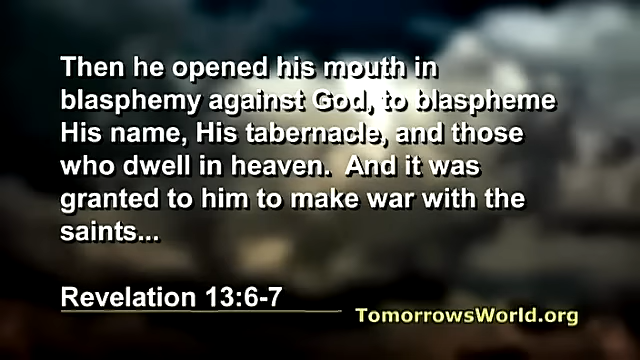 Then he opened his mouth in
blasphemy against God, to blaspheme
His name, His tabernacle, and those
who dwell in heaven.  And it was
granted to him to make war with the
saints...
Revelation 13:6-7
TomorrowsWorld.org